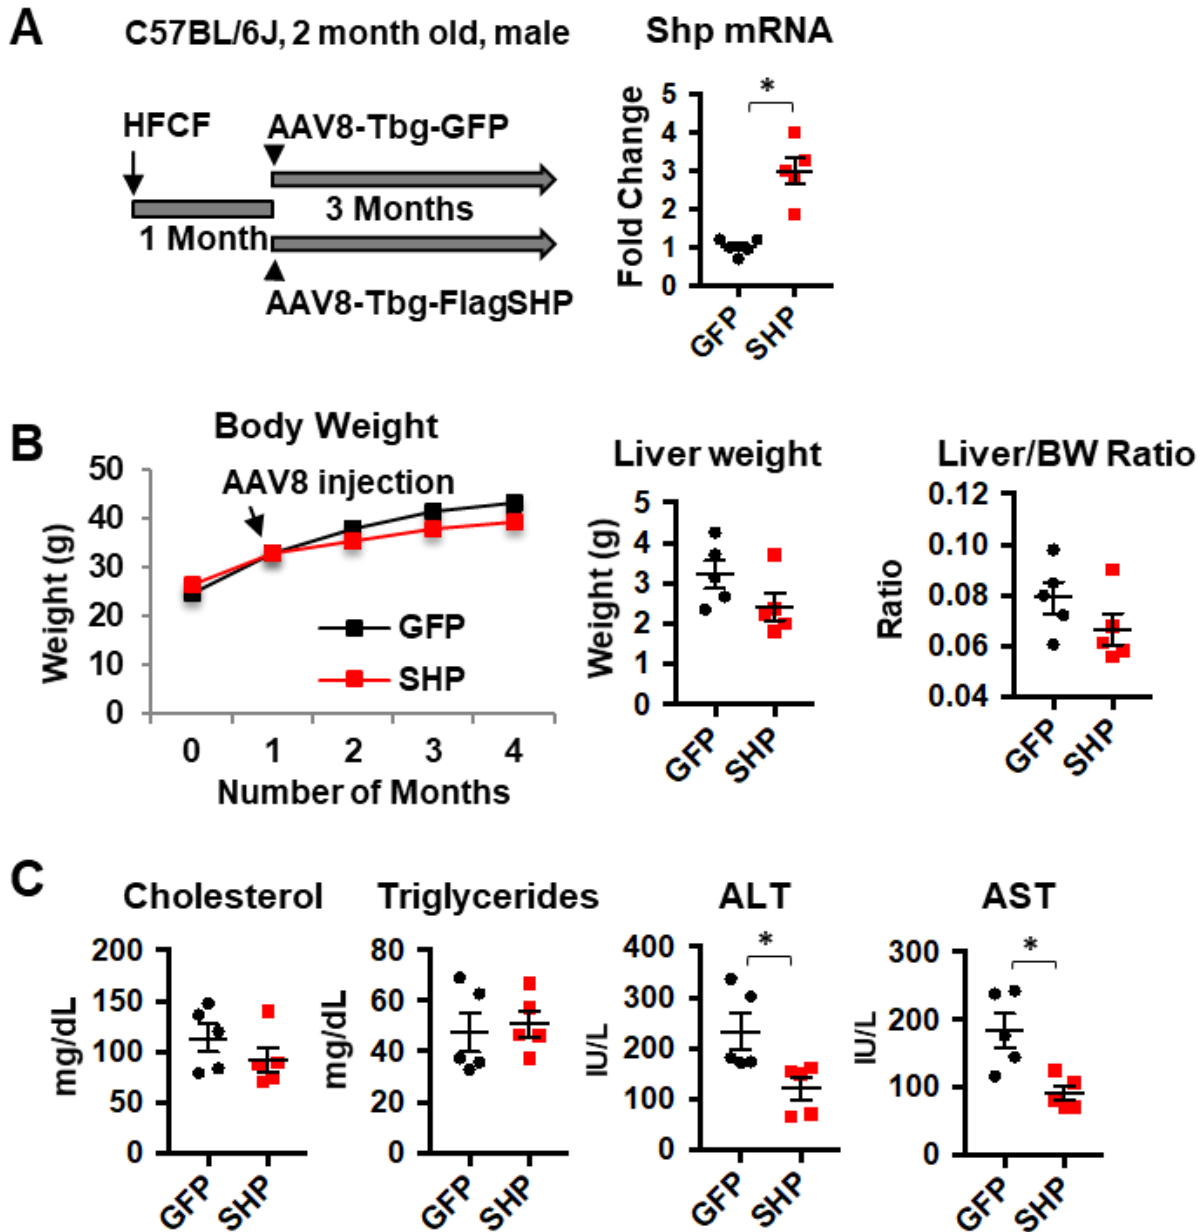 A
C57BL/6J, 2 month old, male
HFCF
AAV8-Tbg-GFP
3 Months
1 Month
AAV8-Tbg-FlagSHP
Shp mRNA
*
Fold Change
5
4
3
2
1
0
GFP
SHP
B
Body Weight
AAV8 injection
Weight (g)
50
40
30
20
10
0
GFP
SHP
0 1 2 3 4
Number of Months
Liver weight
Weight (g)
5
4
3
2
1
0
GFP
SHP
Liver/BW Ratio
Ratio
0.12
0.10
0.08
0.06
0.04
GFP
SHP
C
Cholesterol
mg/dL
200
150
100
50
0
GFP
SHP
Triglycerides
mg/dL
80
60
40
20
0
GFP
SHP
ALT
*
IU/L
400
300
200
100
0
GFP
SHP
AST
*
IU/L
300
200
100
0
GFP
SHP